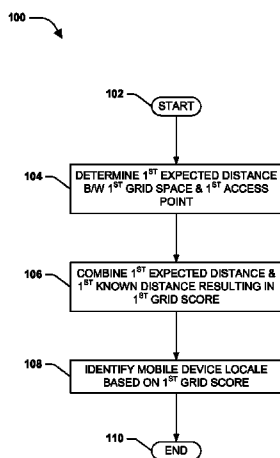 100
102
START
104
DETERMINE 1ST EXPECTED DISTANCE
B/W 1ST GRID SPACE & 1ST ACCESS
POINT
106
COMBINE 1ST EXPECTED DISTANCE &
1ST KNOWN DISTANCE RESULTING IN
1ST GRID SCORE
108
IDENTIFY MOBILE DEVICE LOCALE
BASED ON 1ST GRID SCORE
110
END